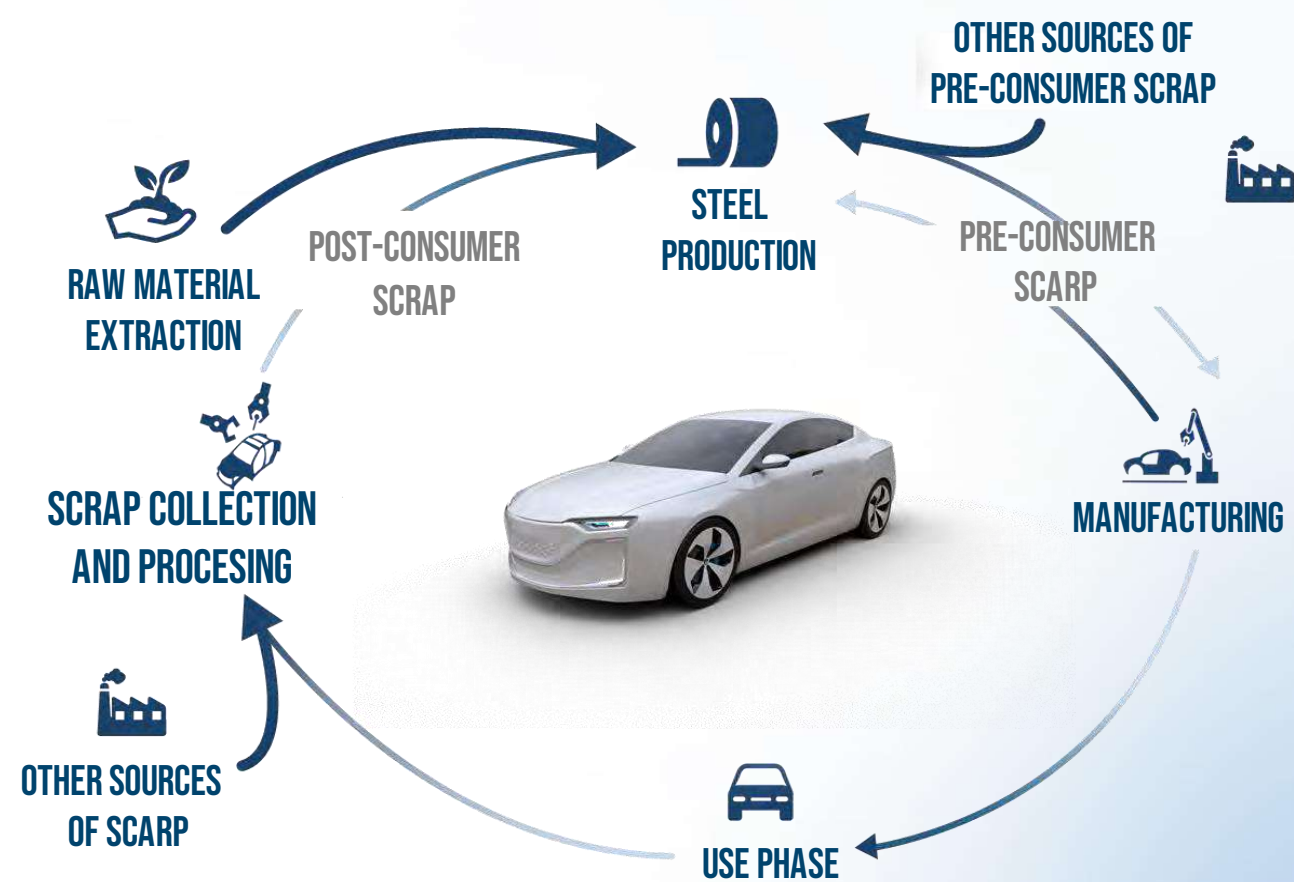 OTHER SOURCES OF
PRE-CONSUMER SCRAP
STEEL
PRODUCTION
POST-CONSUMER
SCRAP
PRE-CONSUMER
SCARP
RAW MATERIAL
EXTRACTION
SCRAP COLLECTION
AND PROCESING
MANUFACTURING
OTHER SOURCES
OF SCARP
USE PHASE